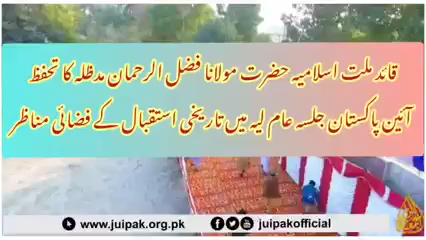 قائد ملت اسلامیہ حضرت مولانا فضل الرحمان مدظلہ کا تحفظ
آئین پاکستان جلسہ عام لیہ میں تاریخی استقبال کے فضائی مناظر
www.juipak.org.pk juipakofficial